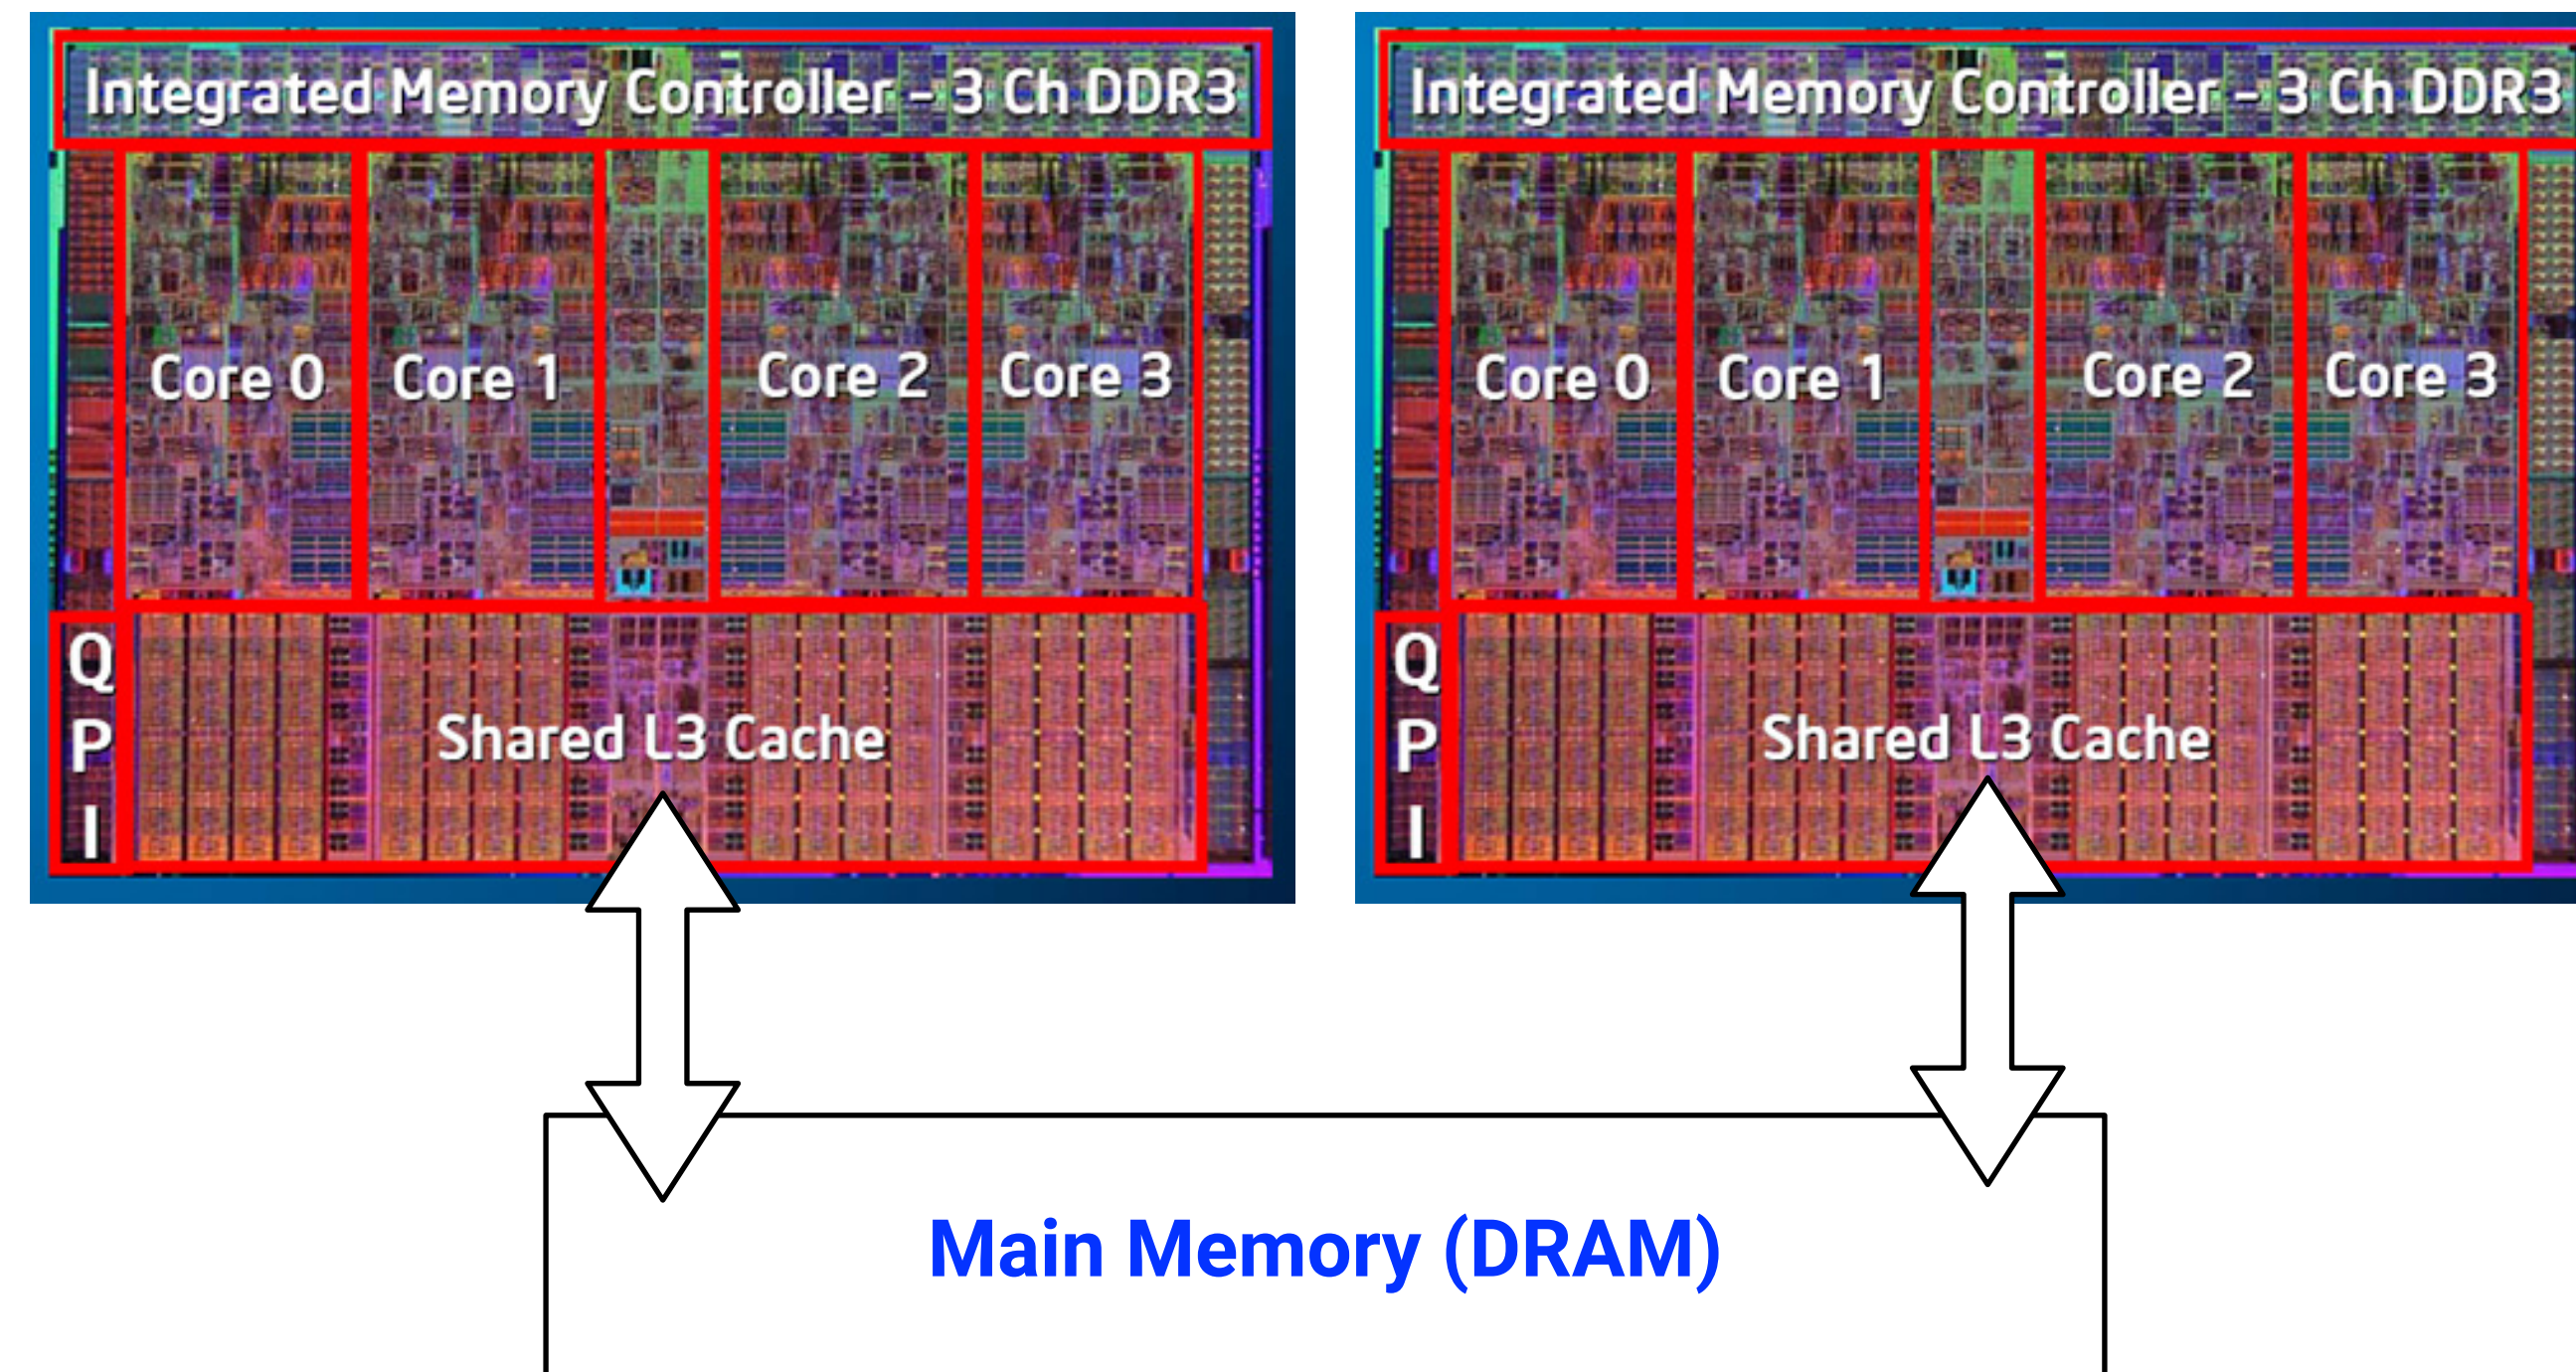 Integrated Memory Controller - 3 Ch DDR3
Core 0
Core 1
Core 2
Core 3
Q
P
I
Shared L3 Cache
Integrated Memory Controller - 3 Ch DDR3
Core 0
Core 1
Core 2
Core 3
Q
P
I
Shared L3 Cache
Main Memory (DRAM)